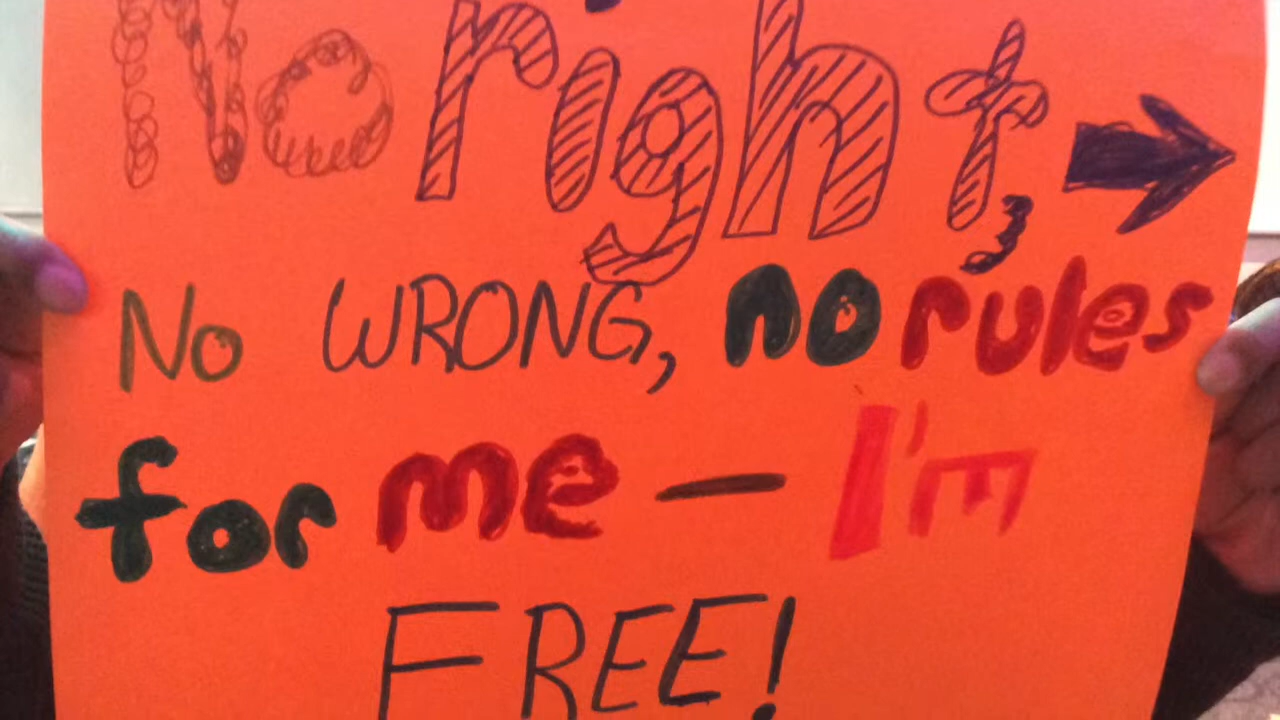 No right, →
No WRONG, no rules
for me — I'm
FREE!